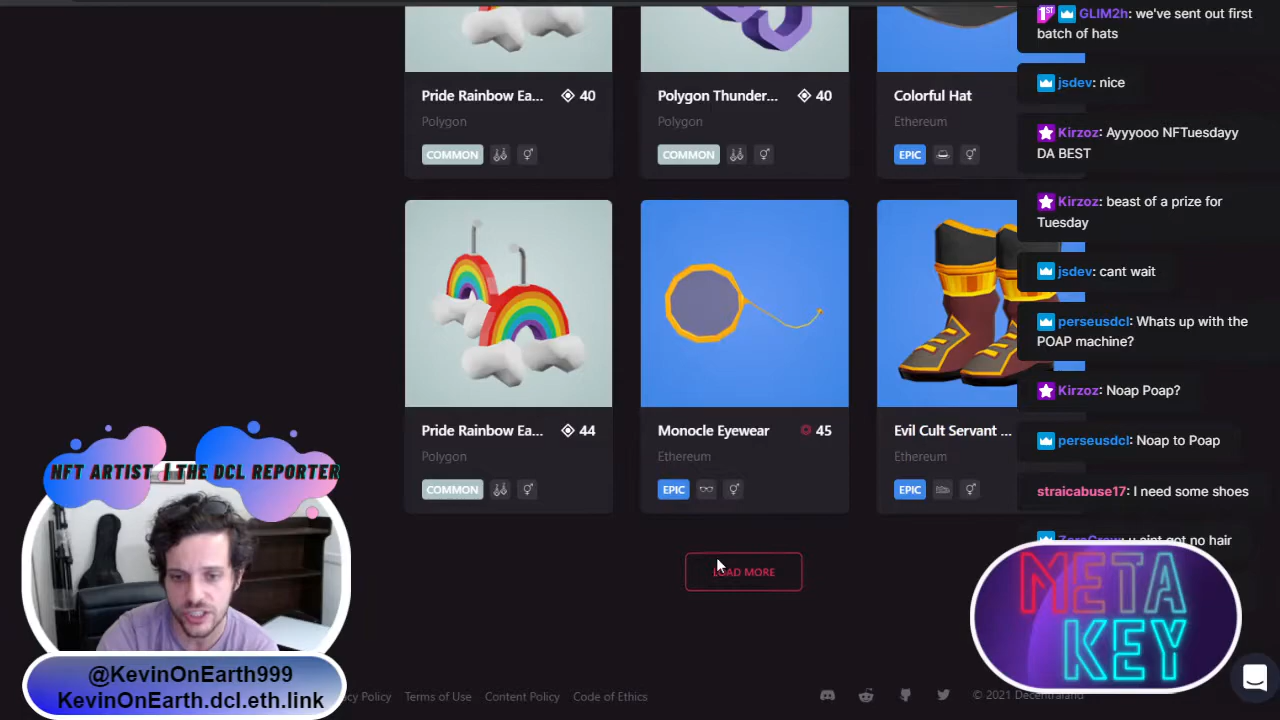 Pride Rainbow Ea... 40
Polygon
COMMON
Polygon Thunder... 40
Polygon
COMMON
Colorful Hat
Ethereum
EPIC
Pride Rainbow Ea... 44
Polygon
COMMON
Monocle Eyewear 45
Ethereum
EPIC
Evil Cult Servant ...
Ethereum
EPIC
LOAD MORE
Policy
Terms of Use
Content Policy
Code of Ethics
© 2021 Decentraland
1ST GLIM2h: we've sent out first
batch of hats
jsdev: nice
Kirzoz: Ayyyooo NFTuesdayy
DA BEST
Kirzoz: beast of a prize for
Tuesday
jsdev: cant wait
perseusdcl: Whats up with the
POAP machine?
Kirzoz: Noap Poap?
perseusdcl: Noap to Poap
straicabuse17: I need some shoes
u aint got no hair
NFT ARTIST | THE DCL REPORTER
@KevinOnEarth999
KevinOnEarth.dcl.eth.link
META
KEY